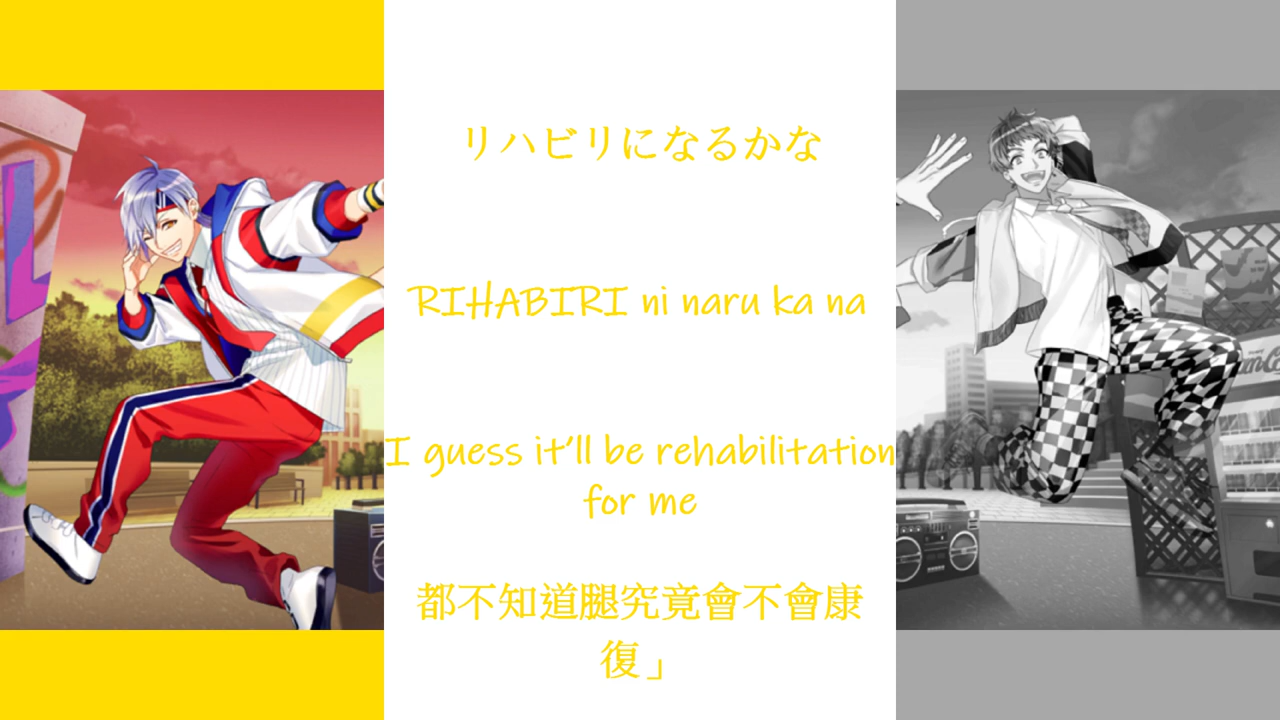 リハビリになるかな
RIHABIRI ni naru ka na
I guess it'll be rehabilitation
for me
都不知道腿究竟會不會康
復」